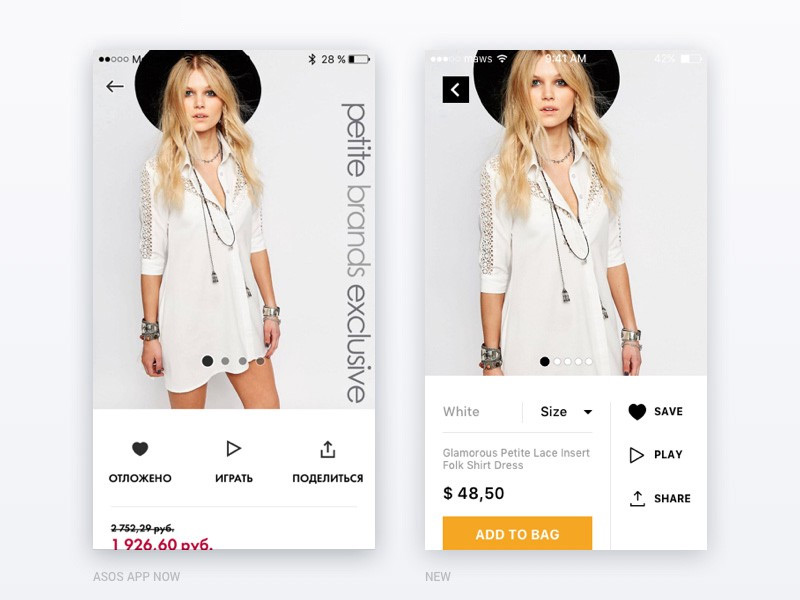 M
28 %
petite brands exclusive
ОТЛОЖЕНО
ИГРАТЬ
ПОДЕЛИТЬСЯ
2 752,29 руб.
1 926,60 руб.
ASOS APP NOW
maws
9:41 AM
42%
White
Size
SAVE
Glamorous Petite Lace Insert
Folk Shirt Dress
PLAY
$ 48,50
SHARE
ADD TO BAG
NEW